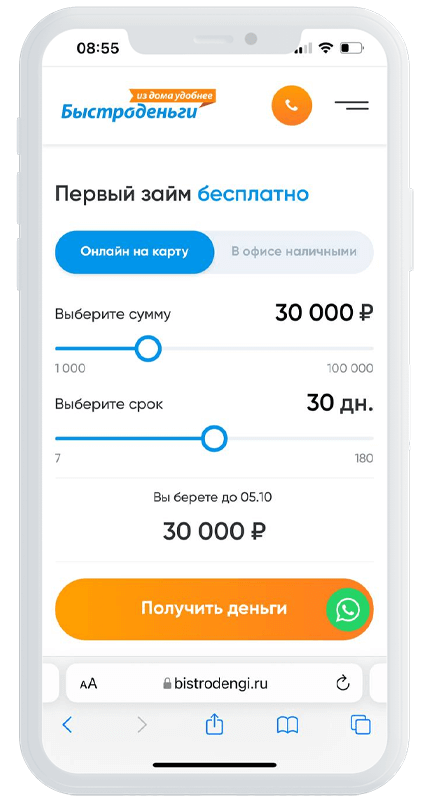 08:55
из дома удобнее
Быстроденьги
Первый займ бесплатно
Онлайн на карту
В офисе наличными
Выберите сумму
30 000 ₽
1 000
100 000
Выберите срок
30 дн.
7
180
Вы берете до 05.10
30 000 ₽
Получить деньги
AA
bistrodengi.ru